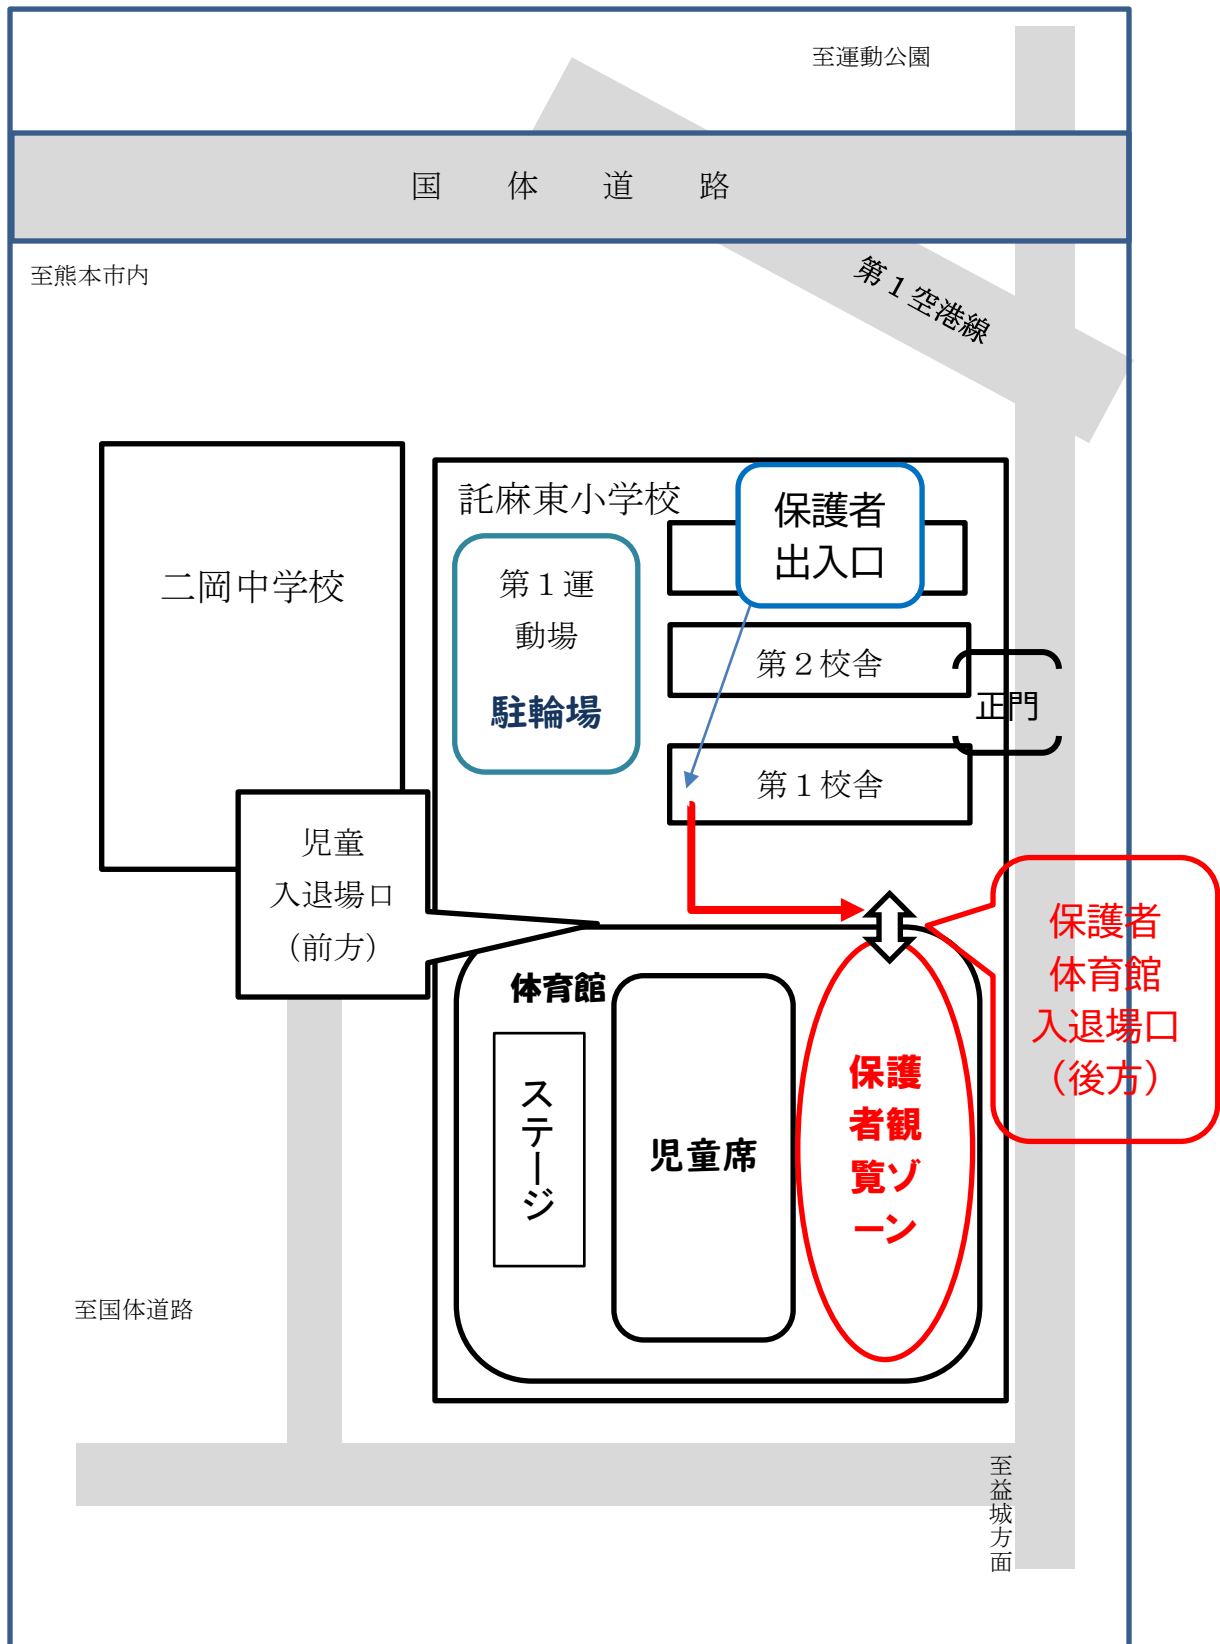 至運動公園
国体道路
至熊本市内
第１空港線
託麻東小学校
保護者
出入口
二岡中学校
第１運
動場
駐輪場
第２校舎
正門
第１校舎
児童
入退場口
（前方）
保護者
体育館
入退場口
（後方）
体育館
ステージ
児童席
保護
者観
覧ゾ
ーン
至国体道路
至益城方面